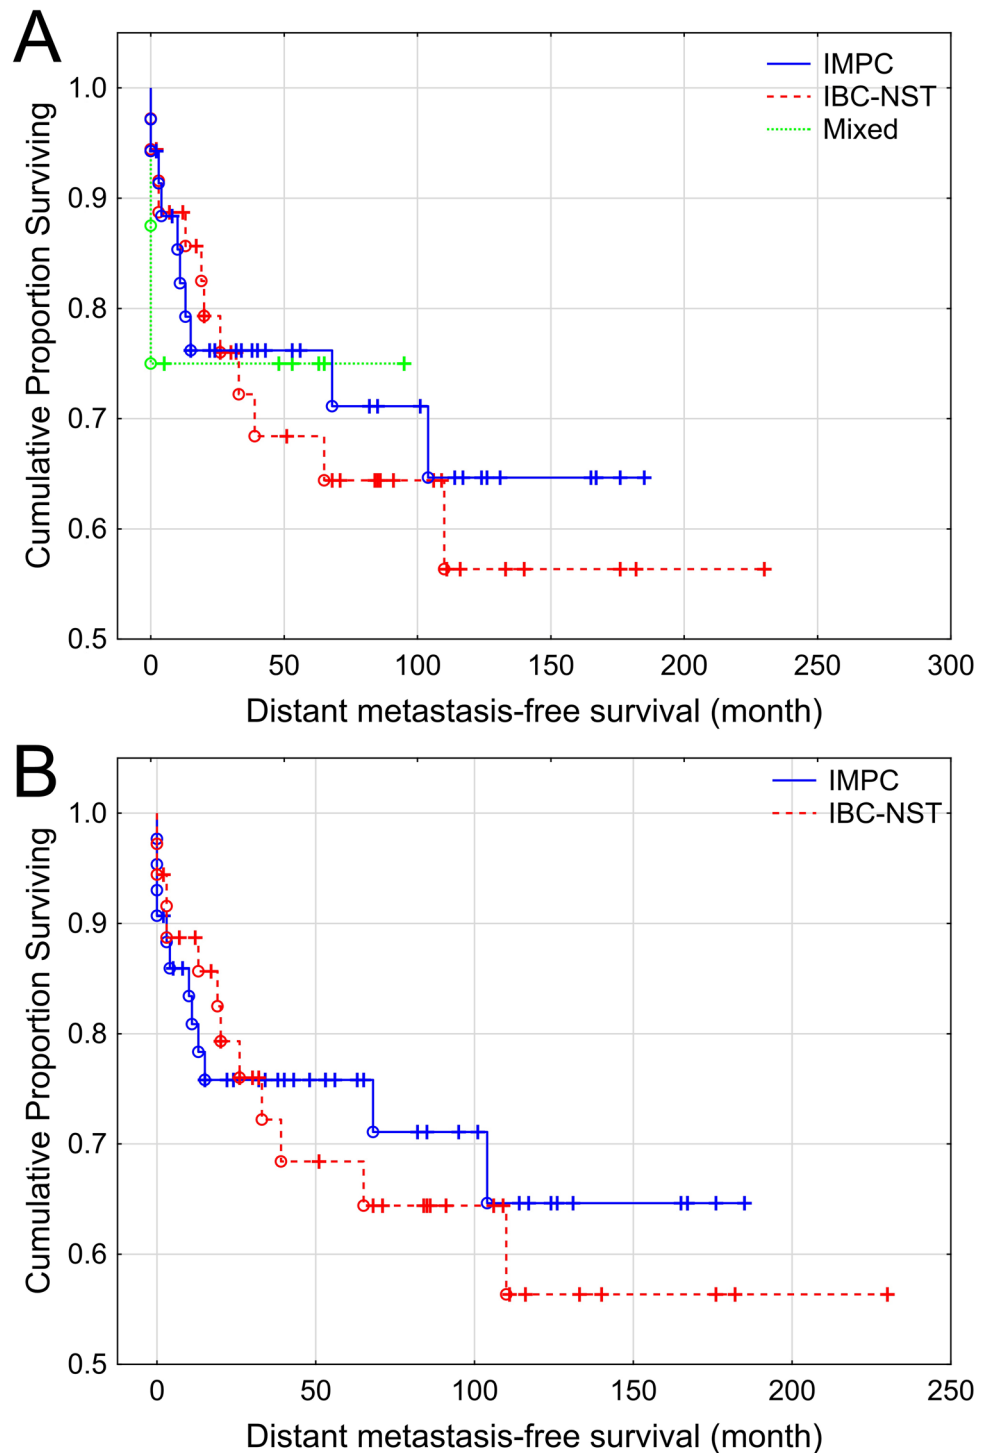 A
IMPC
IBC-NST
Mixed
Cumulative Proportion Surviving
1.0
0.9
0.8
0.7
0.6
0.5
0 50 100 150 200 250 300
Distant metastasis-free survival (month)
B
IMPC
IBC-NST
Cumulative Proportion Surviving
1.0
0.9
0.8
0.7
0.6
0.5
0 50 100 150 200 250
Distant metastasis-free survival (month)